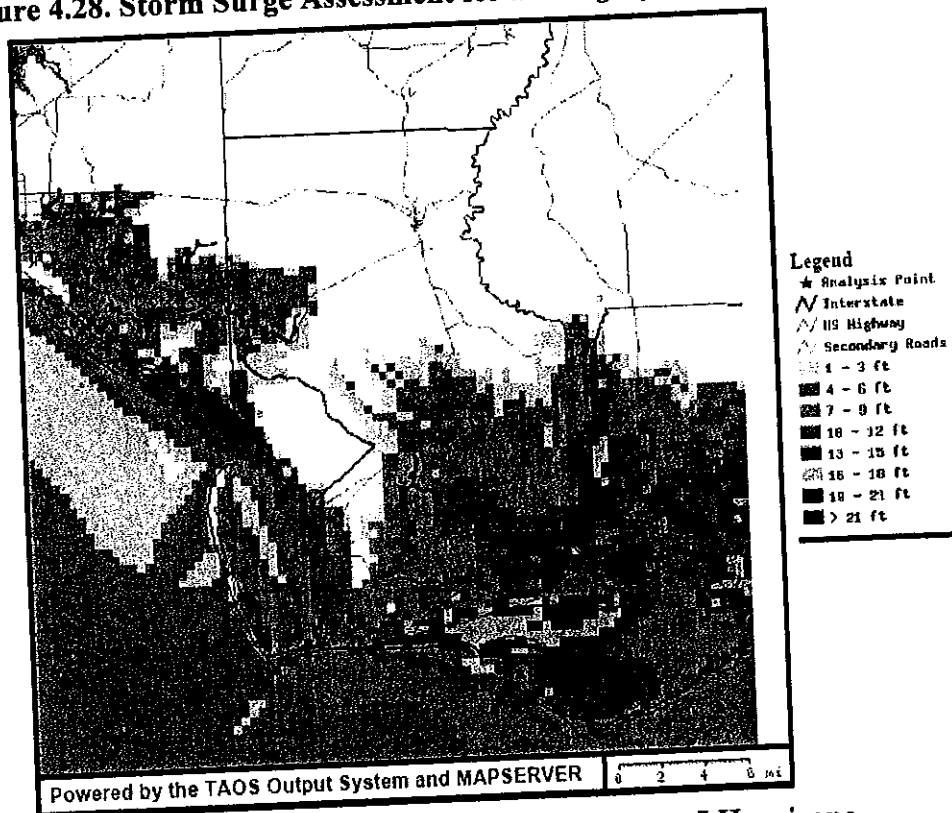 ure 4.28. Storm Surge Assessment for
Legend
Analysis Point
Interstate
US Highway
Secondary Roads
1 - 3 ft
4 - 6 ft
7 - 9 ft
10 - 12 ft
13 - 15 ft
16 - 18 ft
19 - 21 ft
> 21 ft
Powered by the TAOS Output System and MAPSERVER
0 2 4 6 mi